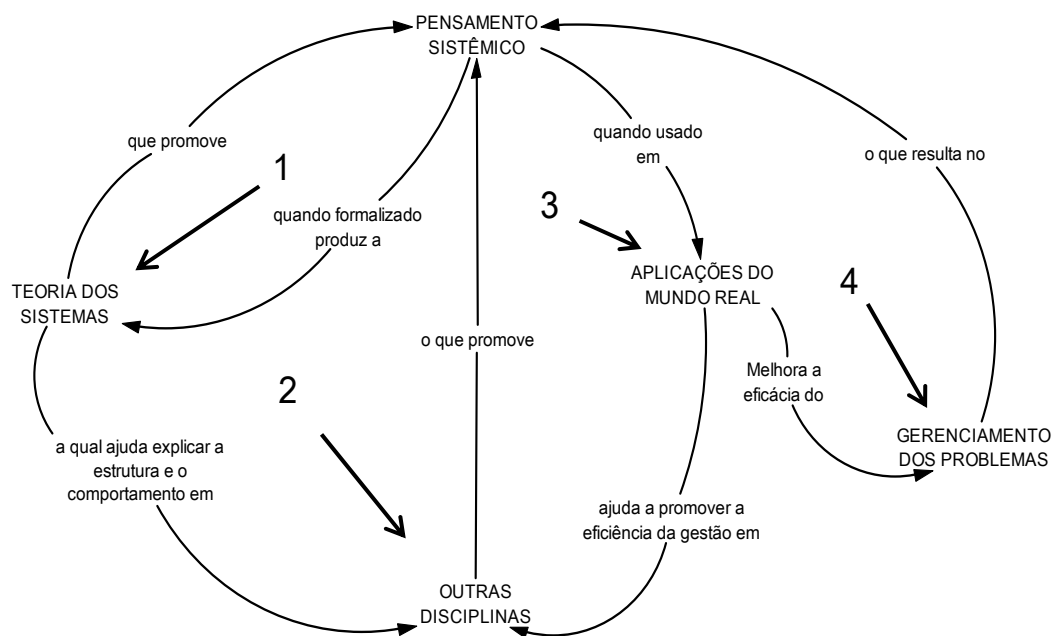 PENSAMENTO
SISTÊMICO
que promove
quando usado
em
o que resulta no
1
quando formalizado
produz a
3
TEORIA DOS
SISTEMAS
APLICAÇÕES DO
MUNDO REAL
4
o que promove
Melhora a
eficácia do
2
a qual ajuda explicar a
estrutura e o
comportamento em
GERENCIAMENTO
DOS PROBLEMAS
ajuda a promover a
eficiência da gestão em
OUTRAS
DISCIPLINAS